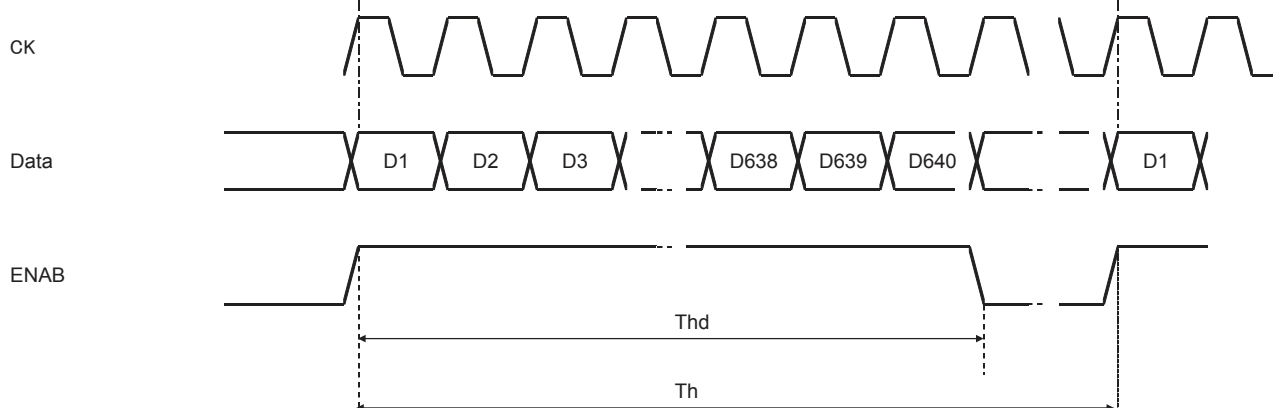 CK
Data
D1
D2
D3
D638
D639
D640
D1
ENAB
Thd
Th